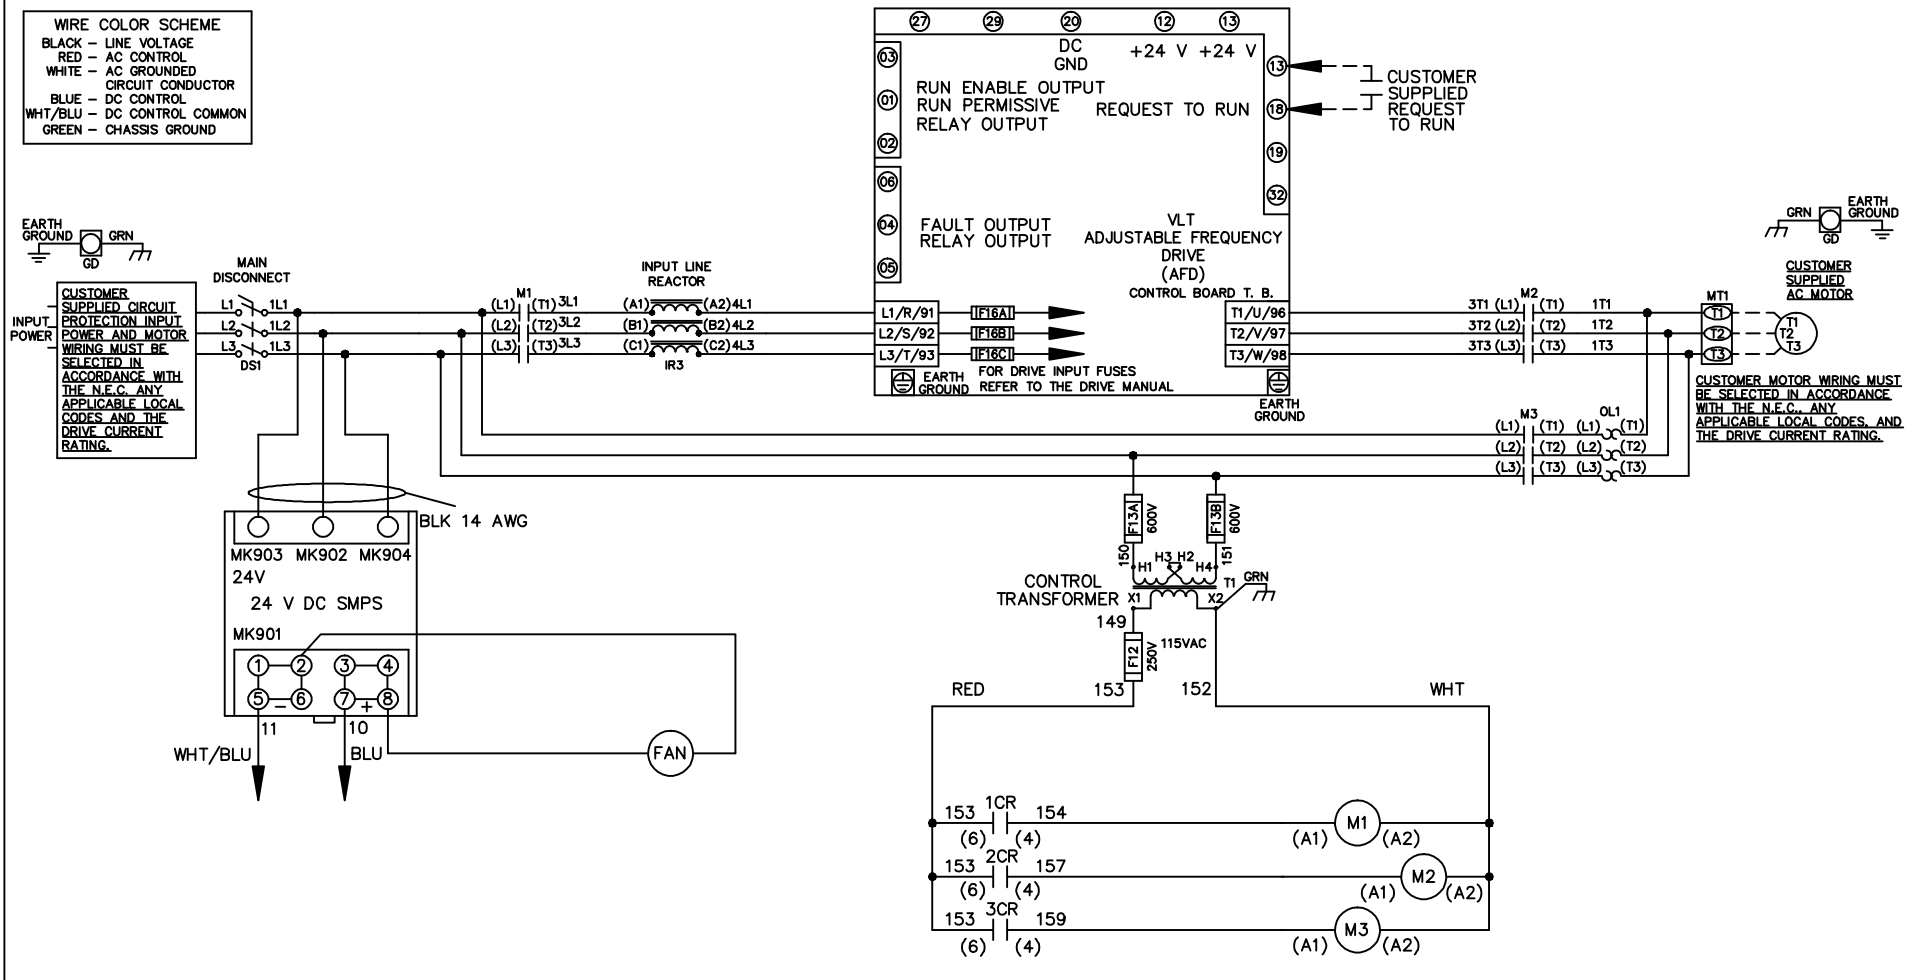 WIRE COLOR SCHEME
BLACK – LINE VOLTAGE
RED – AC CONTROL
WHITE – AC GROUNDED
CIRCUIT CONDUCTOR
BLUE – DC CONTROL
WHT/BLU – DC CONTROL COMMON
GREEN – CHASSIS GROUND
27 29 20 12 13
DC
GND
+24 V +24 V
03
01
02
RUN ENABLE OUTPUT
RUN PERMISSIVE
RELAY OUTPUT
REQUEST TO RUN
13
18
19
32
CUSTOMER
SUPPLIED
REQUEST
TO RUN
06
04
05
FAULT OUTPUT
RELAY OUTPUT
VLT
ADJUSTABLE FREQUENCY
DRIVE
(AFD)
CONTROL BOARD T. B.
L1/R/91 F16A T1/U/96
L2/S/92 F16B T2/V/97
L3/T/93 F16C T3/W/98
FOR DRIVE INPUT FUSES
REFER TO THE DRIVE MANUAL
EARTH
GROUND
EARTH
GROUND
EARTH
GROUND
GRN
GD
INPUT
POWER
CUSTOMER
SUPPLIED CIRCUIT
PROTECTION INPUT
POWER AND MOTOR
WIRING MUST BE
SELECTED IN
ACCORDANCE WITH
THE N.E.C. ANY
APPLICABLE LOCAL
CODES AND THE
DRIVE CURRENT
RATING.
MAIN
DISCONNECT
L1 1L1
L2 1L2
L3 1L3
DS1
M1
(L1) (T1) 3L1
(L2) (T2) 3L2
(L3) (T3) 3L3
INPUT LINE
REACTOR
(A1) (A2) 4L1
(B1) (B2) 4L2
(C1) (C2) 4L3
IR3
M2
3T1 (L1) (T1) 1T1
3T2 (L2) (T2) 1T2
3T3 (L3) (T3) 1T3
GRN
GD
EARTH
GROUND
CUSTOMER
SUPPLIED
AC MOTOR
MT1
T1
T2
T3
T1
T2
T3
CUSTOMER MOTOR WIRING MUST
BE SELECTED IN ACCORDANCE
WITH THE N.E.C., ANY
APPLICABLE LOCAL CODES, AND
THE DRIVE CURRENT RATING.
M3 OL1
(L1) (T1) (L1) (T1)
(L2) (T2) (L2) (T2)
(L3) (T3) (L3) (T3)
BLK 14 AWG
MK903 MK902 MK904
24V
24 V DC SMPS
MK901
1 2 3 4
5 6 7 8
– +
11 10
WHT/BLU BLU
FAN
F13A
600V
F13B
600V
150 151
H1 H3 H2 H4
CONTROL
TRANSFORMER
T1 GRN
X1 X2
149
F12
250V
115VAC
RED 153 152 WHT
153 1CR 154 M1
(6) (4) (A1) (A2)
153 2CR 157 M2
(6) (4) (A1) (A2)
153 3CR 159 M3
(6) (4) (A1) (A2)